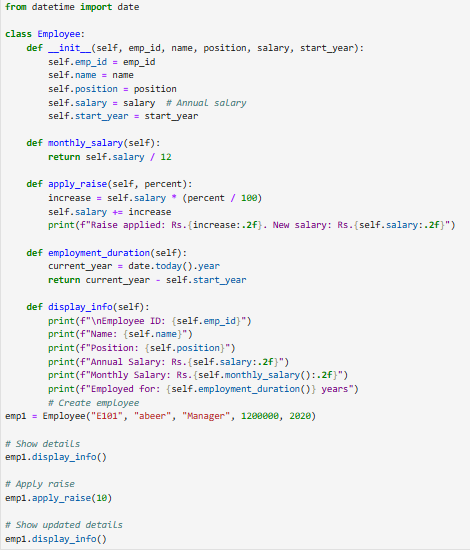 from datetime import date

class Employee:
    def __init__(self, emp_id, name, position, salary, start_year):
        self.emp_id = emp_id
        self.name = name
        self.position = position
        self.salary = salary  # Annual salary
        self.start_year = start_year

    def monthly_salary(self):
        return self.salary / 12

    def apply_raise(self, percent):
        increase = self.salary * (percent / 100)
        self.salary += increase
        print(f"Raise applied: Rs.{increase:.2f}. New salary: Rs.{self.salary:.2f}")

    def employment_duration(self):
        current_year = date.today().year
        return current_year - self.start_year

    def display_info(self):
        print(f"\nEmployee ID: {self.emp_id}")
        print(f"Name: {self.name}")
        print(f"Position: {self.position}")
        print(f"Annual Salary: Rs.{self.salary:.2f}")
        print(f"Monthly Salary: Rs.{self.monthly_salary():.2f}")
        print(f"Employed for: {self.employment_duration()} years")
        # Create employee
emp1 = Employee("E101", "abeer", "Manager", 1200000, 2020)

# Show details
emp1.display_info()

# Apply raise
emp1.apply_raise(10)

# Show updated details
emp1.display_info()